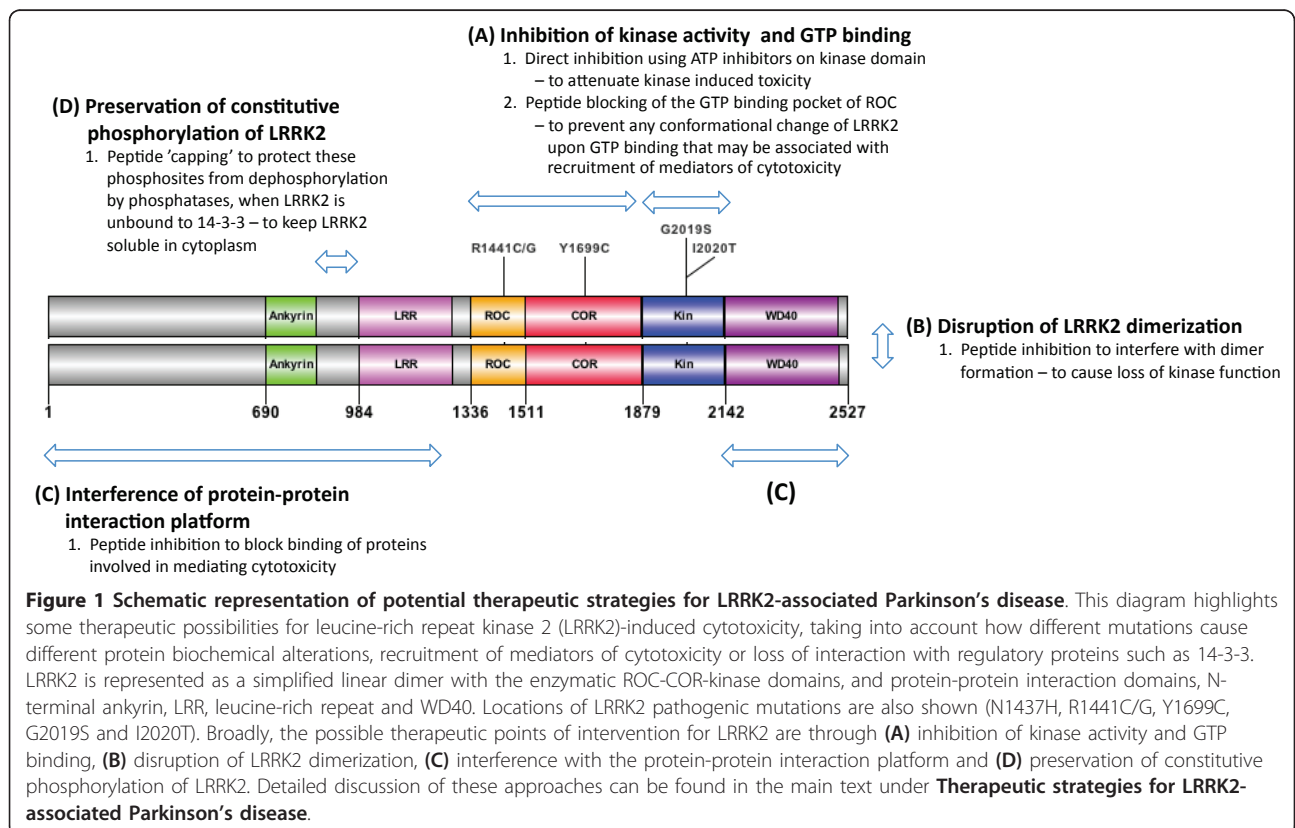 (A) Inhibition of kinase activity and GTP binding
1. Direct inhibition using ATP inhibitors on kinase domain
– to attenuate kinase induced toxicity
2. Peptide blocking of the GTP binding pocket of ROC
– to prevent any conformational change of LRRK2
upon GTP binding that may be associated with
recruitment of mediators of cytotoxicity
(D) Preservation of constitutive
phosphorylation of LRRK2
1. Peptide ‘capping’ to protect these
phosphosites from dephosphorylation
by phosphatases, when LRRK2 is
unbound to 14-3-3 – to keep LRRK2
soluble in cytoplasm
G2019S
R1441C/G Y1699C I2020T
Ankyrin LRR ROC COR Kin WD40
Ankyrin LRR ROC COR Kin WD40
1 690 984 1336 1511 1879 2142 2527
(B) Disruption of LRRK2 dimerization
1. Peptide inhibition to interfere with dimer
formation – to cause loss of kinase function
(C) Interference of protein-protein
interaction platform
1. Peptide inhibition to block binding of proteins
involved in mediating cytotoxicity
(C)
Figure 1 Schematic representation of potential therapeutic strategies for LRRK2-associated Parkinson's disease. This diagram highlights
some therapeutic possibilities for leucine-rich repeat kinase 2 (LRRK2)-induced cytotoxicity, taking into account how different mutations cause
different protein biochemical alterations, recruitment of mediators of cytotoxicity or loss of interaction with regulatory proteins such as 14-3-3.
LRRK2 is represented as a simplified linear dimer with the enzymatic ROC-COR-kinase domains, and protein-protein interaction domains, N-
terminal ankyrin, LRR, leucine-rich repeat and WD40. Locations of LRRK2 pathogenic mutations are also shown (N1437H, R1441C/G, Y1699C,
G2019S and I2020T). Broadly, the possible therapeutic points of intervention for LRRK2 are through (A) inhibition of kinase activity and GTP
binding, (B) disruption of LRRK2 dimerization, (C) interference with the protein-protein interaction platform and (D) preservation of constitutive
phosphorylation of LRRK2. Detailed discussion of these approaches can be found in the main text under Therapeutic strategies for LRRK2-
associated Parkinson's disease.